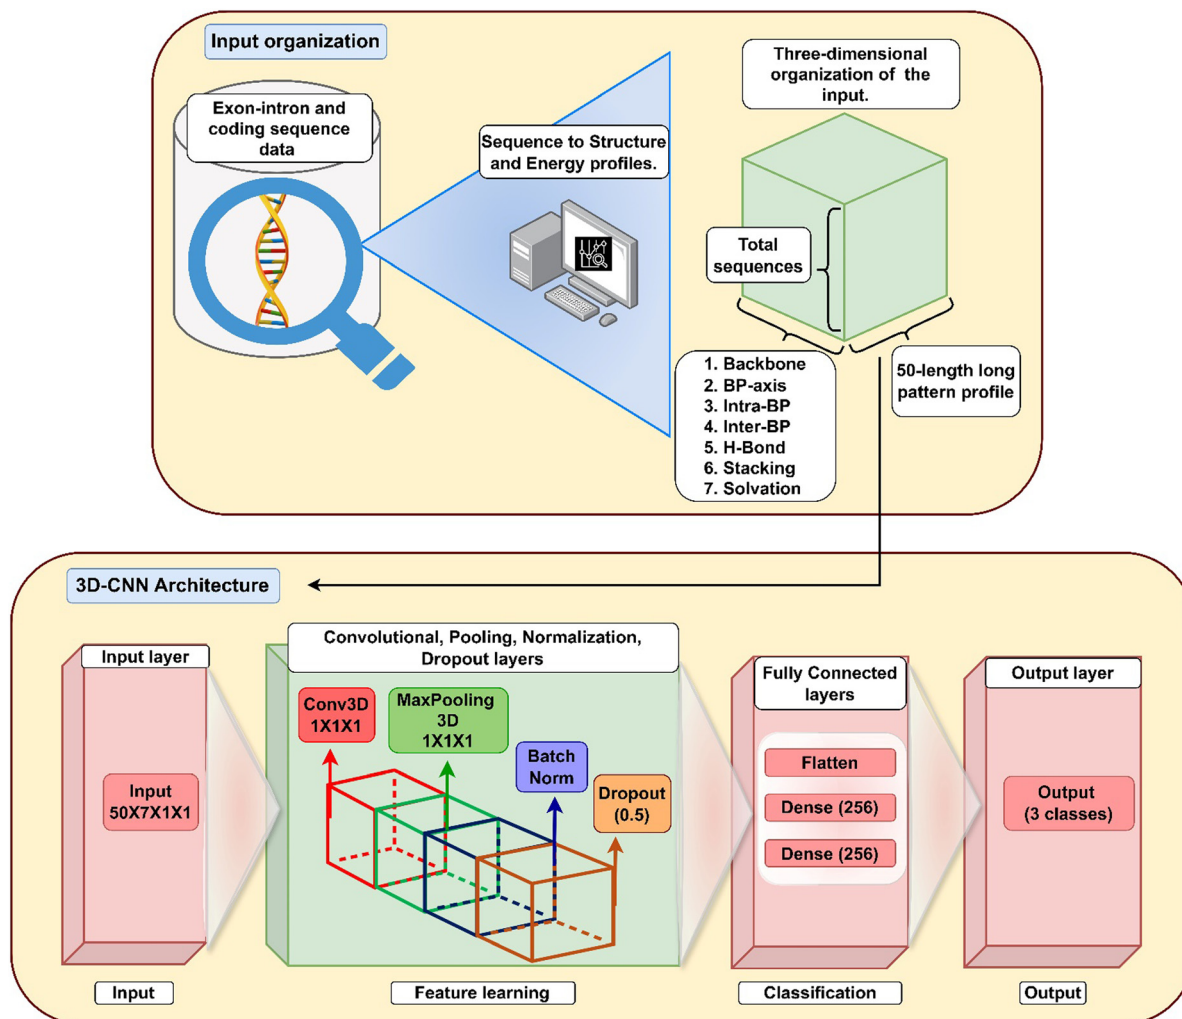 Input organization
Exon-intron and
coding sequence
data
Sequence to Structure
and Energy profiles.
Three-dimensional
organization of the
input.
Total
sequences
1. Backbone
2. BP-axis
3. Intra-BP
4. Inter-BP
5. H-Bond
6. Stacking
7. Solvation
50-length long
pattern profile
3D-CNN Architecture
Input layer
Input
50X7X1X1
Input
Convolutional, Pooling, Normalization,
Dropout layers
Conv3D
1X1X1
MaxPooling
3D
1X1X1
Batch
Norm
Dropout
(0.5)
Feature learning
Fully Connected
layers
Flatten
Dense (256)
Dense (256)
Classification
Output layer
Output
(3 classes)
Output